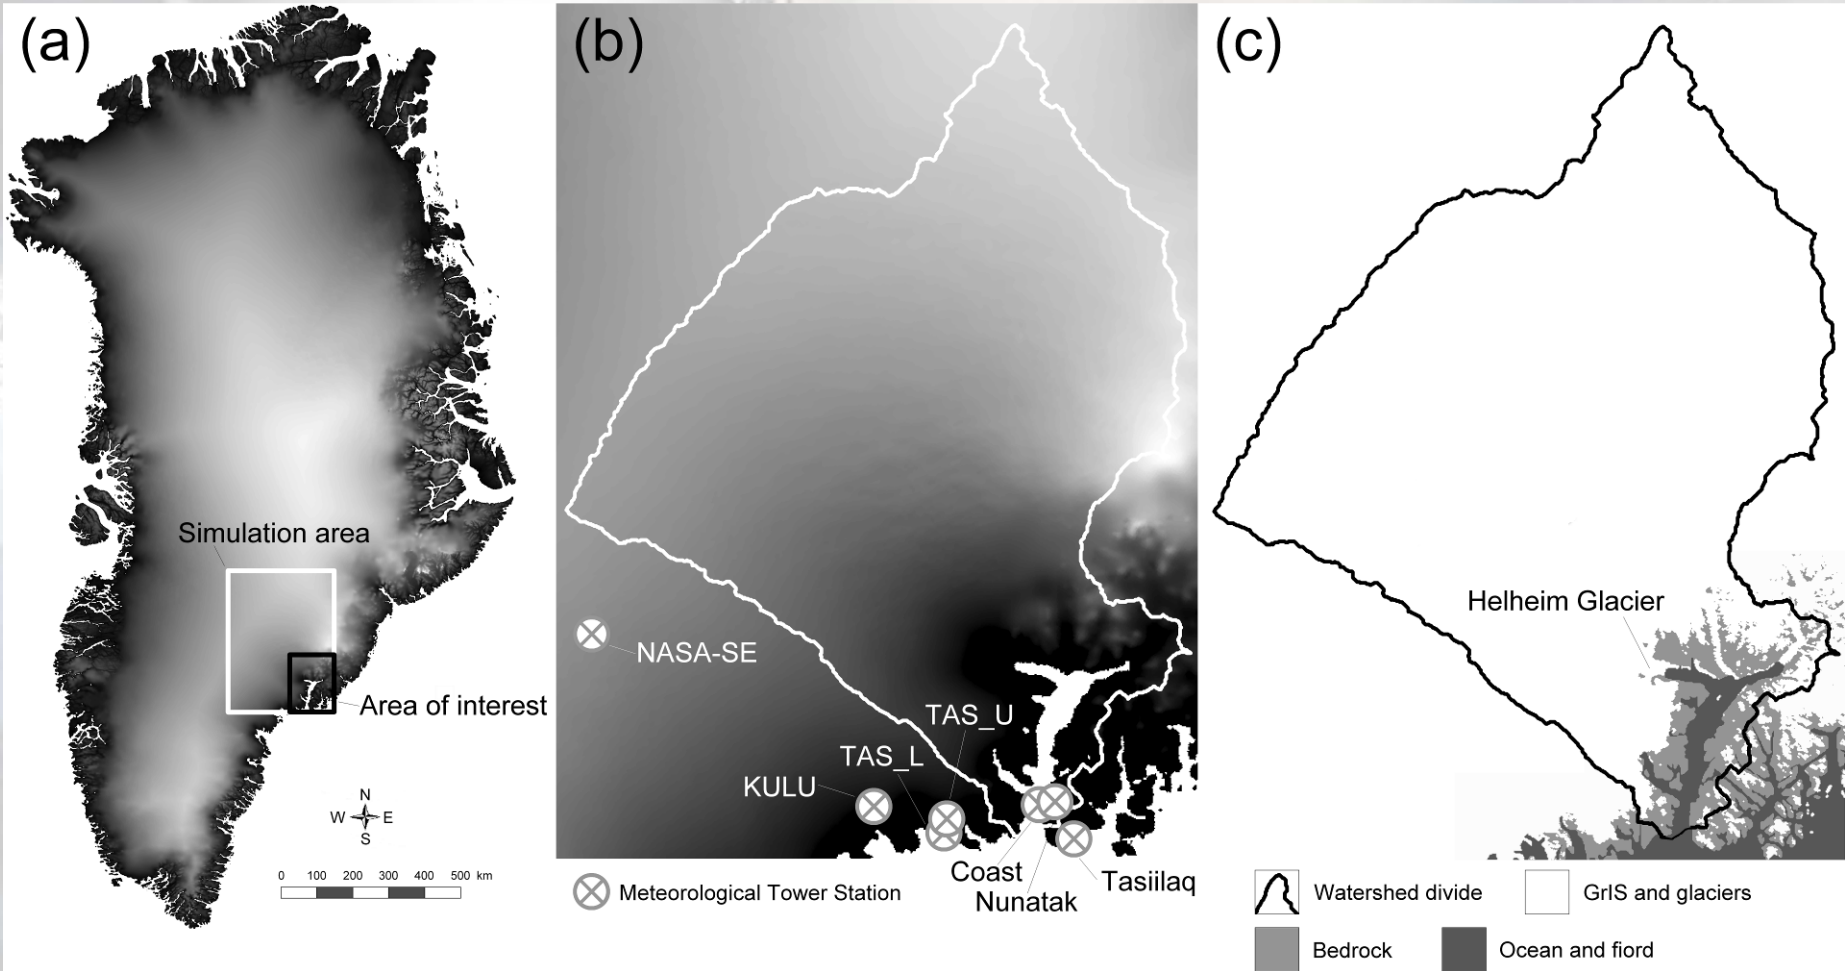 (a)
Simulation area
Area of interest
N
W E
S
0 100 200 300 400 500 km
(b)
NASA-SE
TAS_U
TAS_L
KULU
Coast
Nunatak
Tasiilaq
Meteorological Tower Station
(c)
Helheim Glacier
Watershed divide
GrIS and glaciers
Bedrock
Ocean and fiord